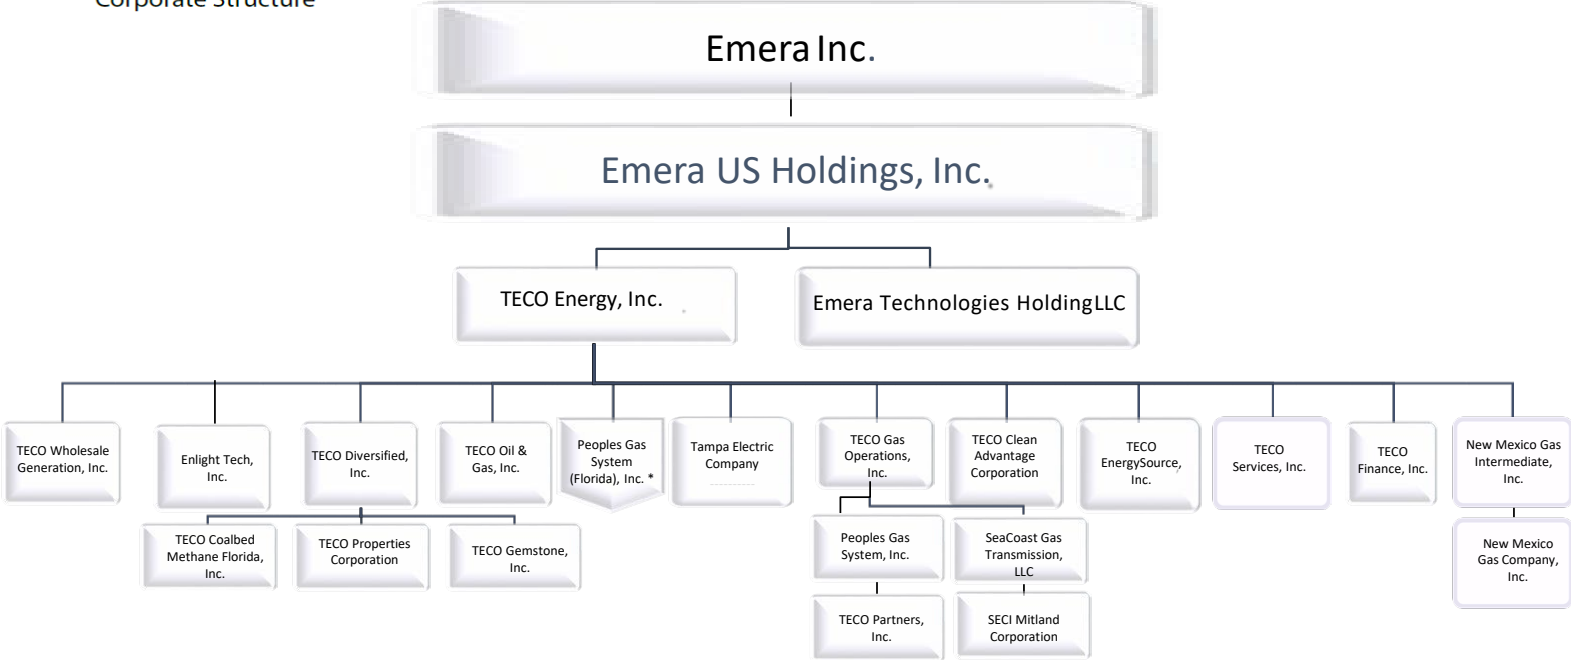 Corporate Structure
Emera Inc.
Emera US Holdings, Inc.
TECO Energy, Inc.
Emera Technologies Holding LLC
TECO Wholesale
Generation, Inc.
Enlight Tech,
Inc.
TECO Diversified,
Inc.
TECO Oil &
Gas, Inc.
Peoples Gas
System
(Florida), Inc. *
Tampa Electric
Company
TECO Gas
Operations,
Inc.
TECO Clean
Advantage
Corporation
TECO
EnergySource,
Inc.
TECO
Services, Inc.
TECO
Finance, Inc.
New Mexico Gas
Intermediate,
Inc.
TECO Coalbed
Methane Florida,
Inc.
TECO Properties
Corporation
TECO Gemstone,
Inc.
Peoples Gas
System, Inc.
SeaCoast Gas
Transmission,
LLC
New Mexico
Gas Company,
Inc.
TECO Partners,
Inc.
SECI Mitland
Corporation